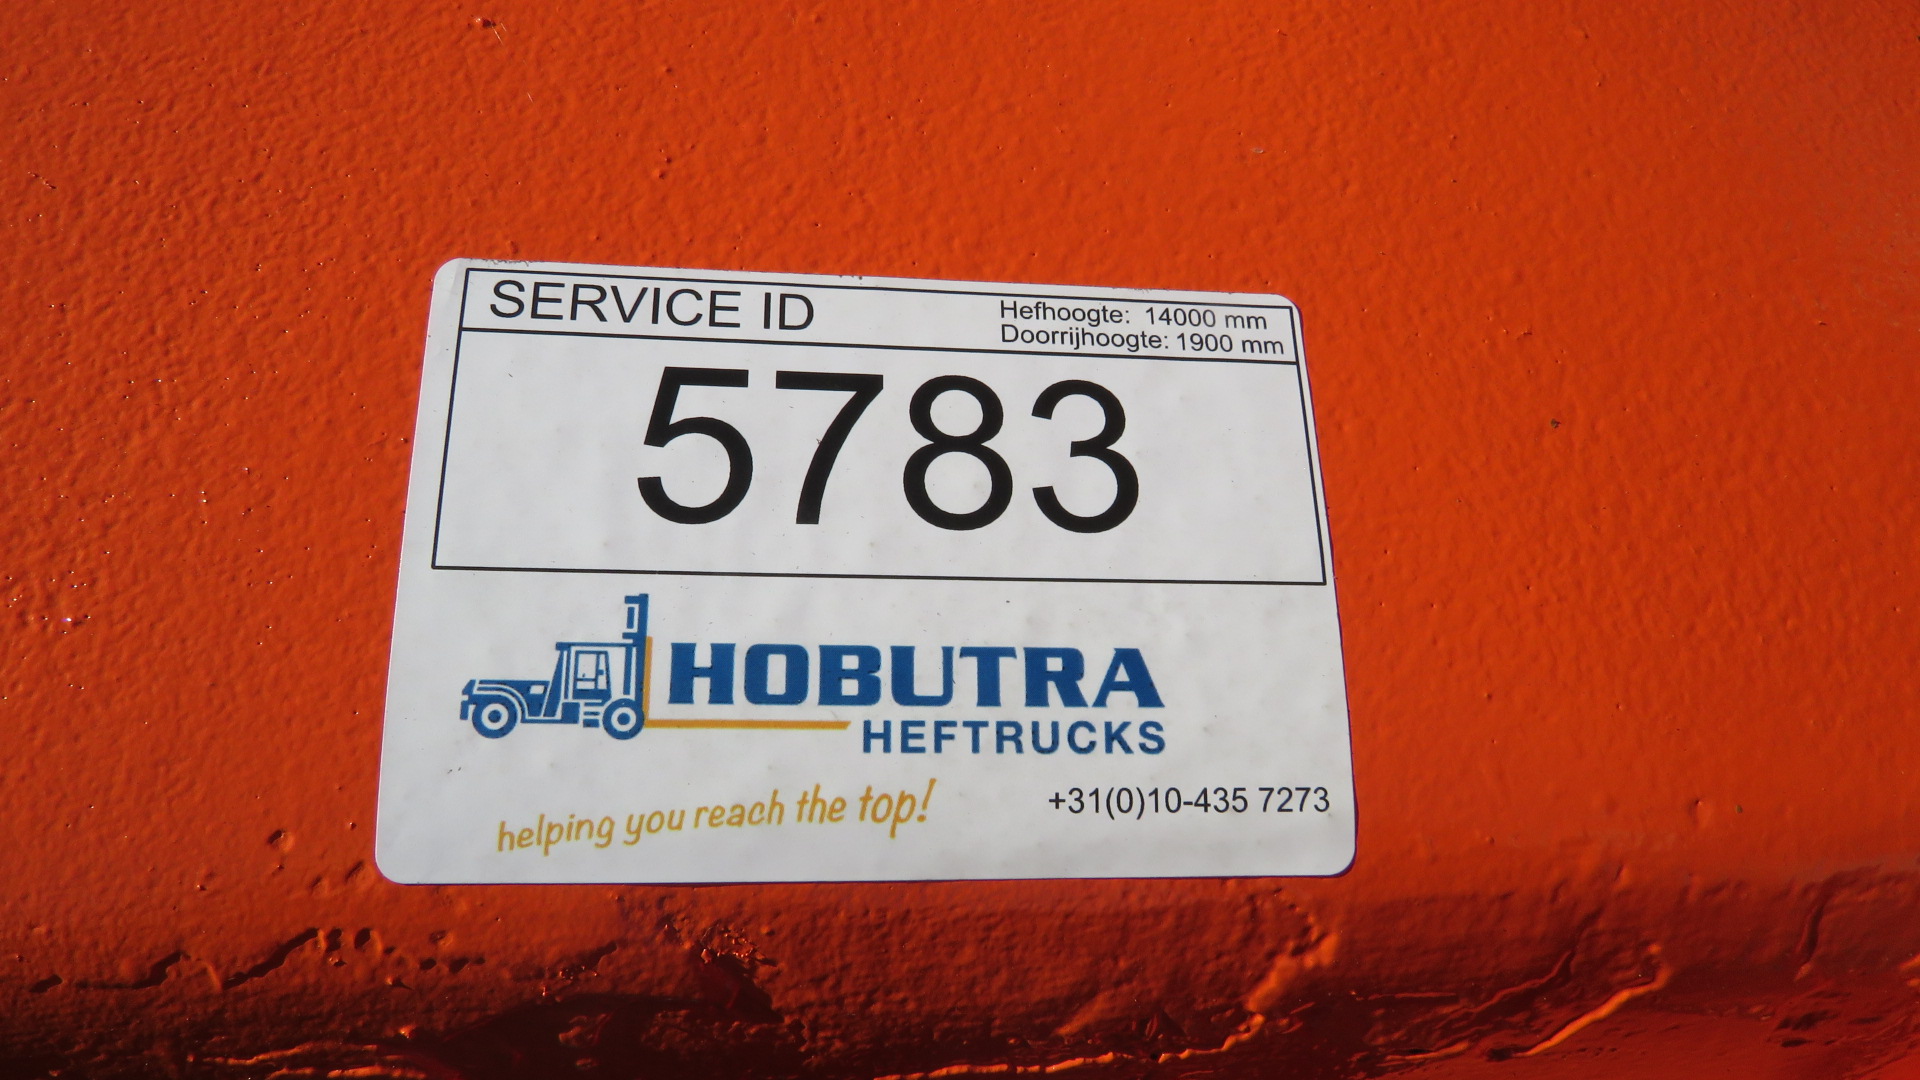 SERVICE ID
Hefhoogte: 14000 mm
Doorrijhoogte: 1900 mm
5783
HOBUTRA
HEFTRUCKS
helping you reach the top!
+31(0)10-435 7273